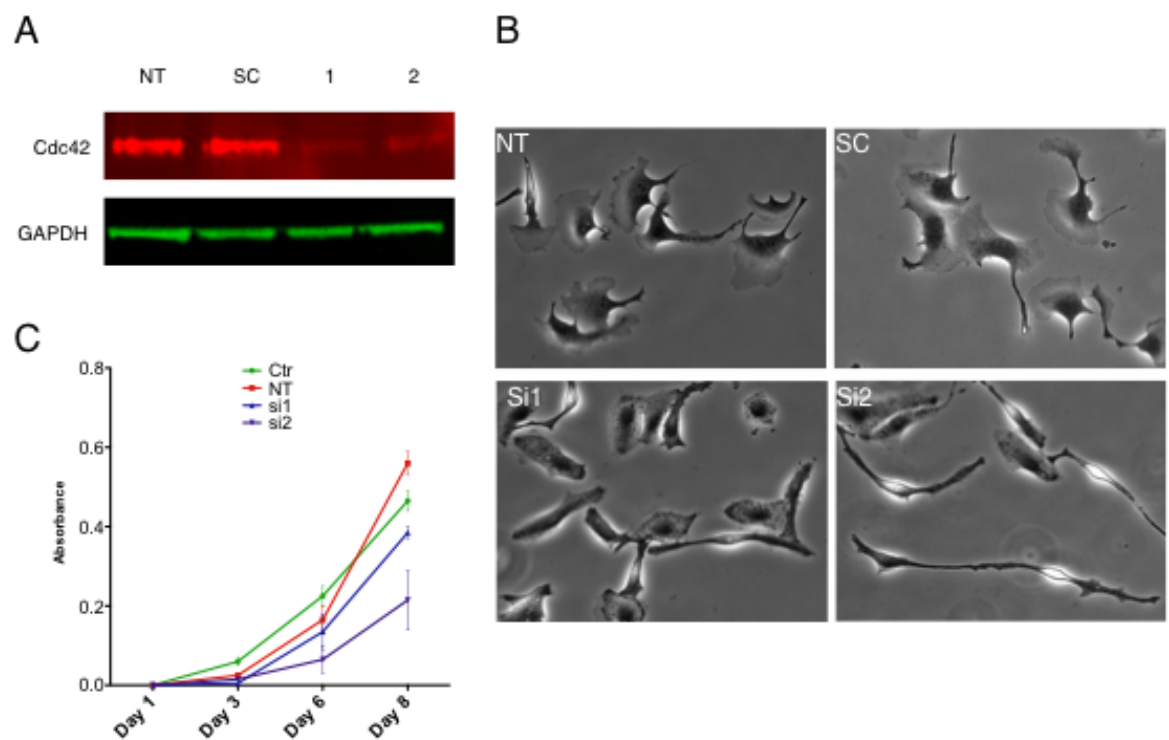 A
NT SC 1 2
Cdc42
GAPDH
B
NT
SC
Si1
Si2
C
Ctr
NT
si1
si2
Absorbance
0.8
0.6
0.4
0.2
0.0
Day 1 Day 3 Day 6 Day 8